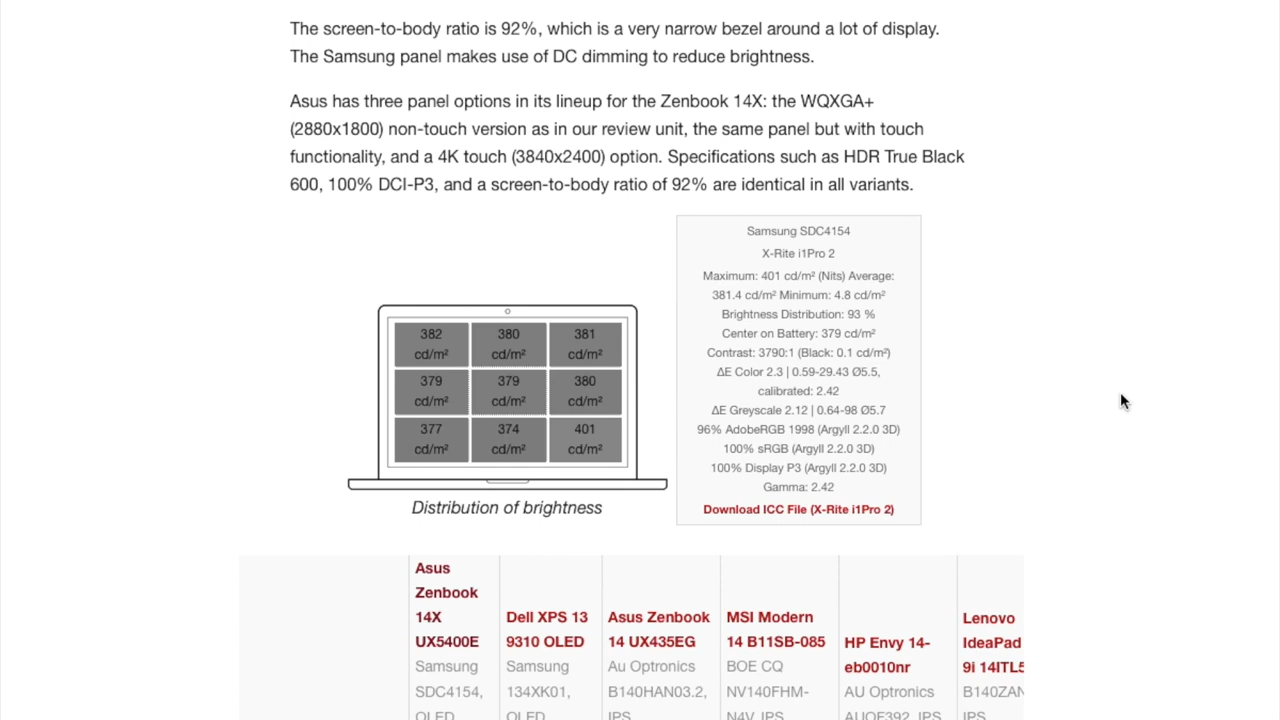 The screen-to-body ratio is 92%, which is a very narrow bezel around a lot of display.
The Samsung panel makes use of DC dimming to reduce brightness.
Asus has three panel options in its lineup for the Zenbook 14X: the WQXGA+
(2880x1800) non-touch version as in our review unit, the same panel but with touch
functionality, and a 4K touch (3840x2400) option. Specifications such as HDR True Black
600, 100% DCI-P3, and a screen-to-body ratio of 92% are identical in all variants.
382 cd/m²
380 cd/m²
381 cd/m²
379 cd/m²
379 cd/m²
380 cd/m²
377 cd/m²
374 cd/m²
401 cd/m²
Distribution of brightness
Samsung SDC4154
X-Rite i1Pro 2
Maximum: 401 cd/m² (Nits) Average:
381.4 cd/m² Minimum: 4.8 cd/m²
Brightness Distribution: 93 %
Center on Battery: 379 cd/m²
Contrast: 3790:1 (Black: 0.1 cd/m²)
ΔE Color 2.3 | 0.59-29.43 Ø5.5,
calibrated: 2.42
ΔE Greyscale 2.12 | 0.64-98 Ø5.7
96% AdobeRGB 1998 (Argyll 2.2.0 3D)
100% sRGB (Argyll 2.2.0 3D)
100% Display P3 (Argyll 2.2.0 3D)
Gamma: 2.42
Download ICC File (X-Rite i1Pro 2)
Asus
Zenbook
14X
UX5400E
Samsung
SDC4154,
OLED
Dell XPS 13
9310 OLED
Samsung
134XK01,
OLED
Asus Zenbook
14 UX435EG
Au Optronics
B140HAN03.2,
IPS
MSI Modern
14 B11SB-085
BOE CQ
NV140FHM-
N4V, IPS
HP Envy 14-
eb0010nr
AU Optronics
AUOF392, IPS
Lenovo
IdeaPad
9i 14ITL5
B140ZAN
IPS